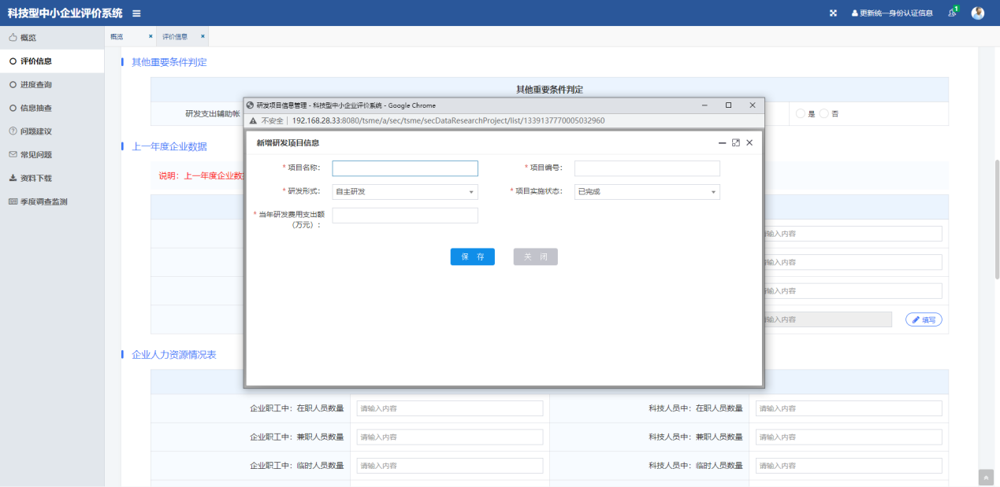 科技型中小企业评价系统
更新统一身份认证信息
1
概览
评价信息
进度查询
信息抽查
问题建议
常见问题
资料下载
季度调查监测
概览 ×
评价信息 ×
其他重要条件判定
其他重要条件判定
研发支出辅助帐
是 否
上一年度企业数据
说明：上一年度企业数
研发项目信息管理 - 科技型中小企业评价系统 - Google Chrome
不安全 | 192.168.28.33:8080/tsme/a/sec/tsme/secDataResearchProject/list/1339137770005032960
新增研发项目信息
* 项目名称：
* 项目编号：
* 研发形式： 自主研发
* 项目实施状态： 已完成
* 当年研发费用支出额
（万元）：
保 存
关 闭
输入内容
输入内容
输入内容
输入内容
填写
企业人力资源情况表
企业职工中：在职人员数量 请输入内容
科技人员中：在职人员数量 请输入内容
企业职工中：兼职人员数量 请输入内容
科技人员中：兼职人员数量 请输入内容
企业职工中：临时人员数量 请输入内容
科技人员中：临时人员数量 请输入内容